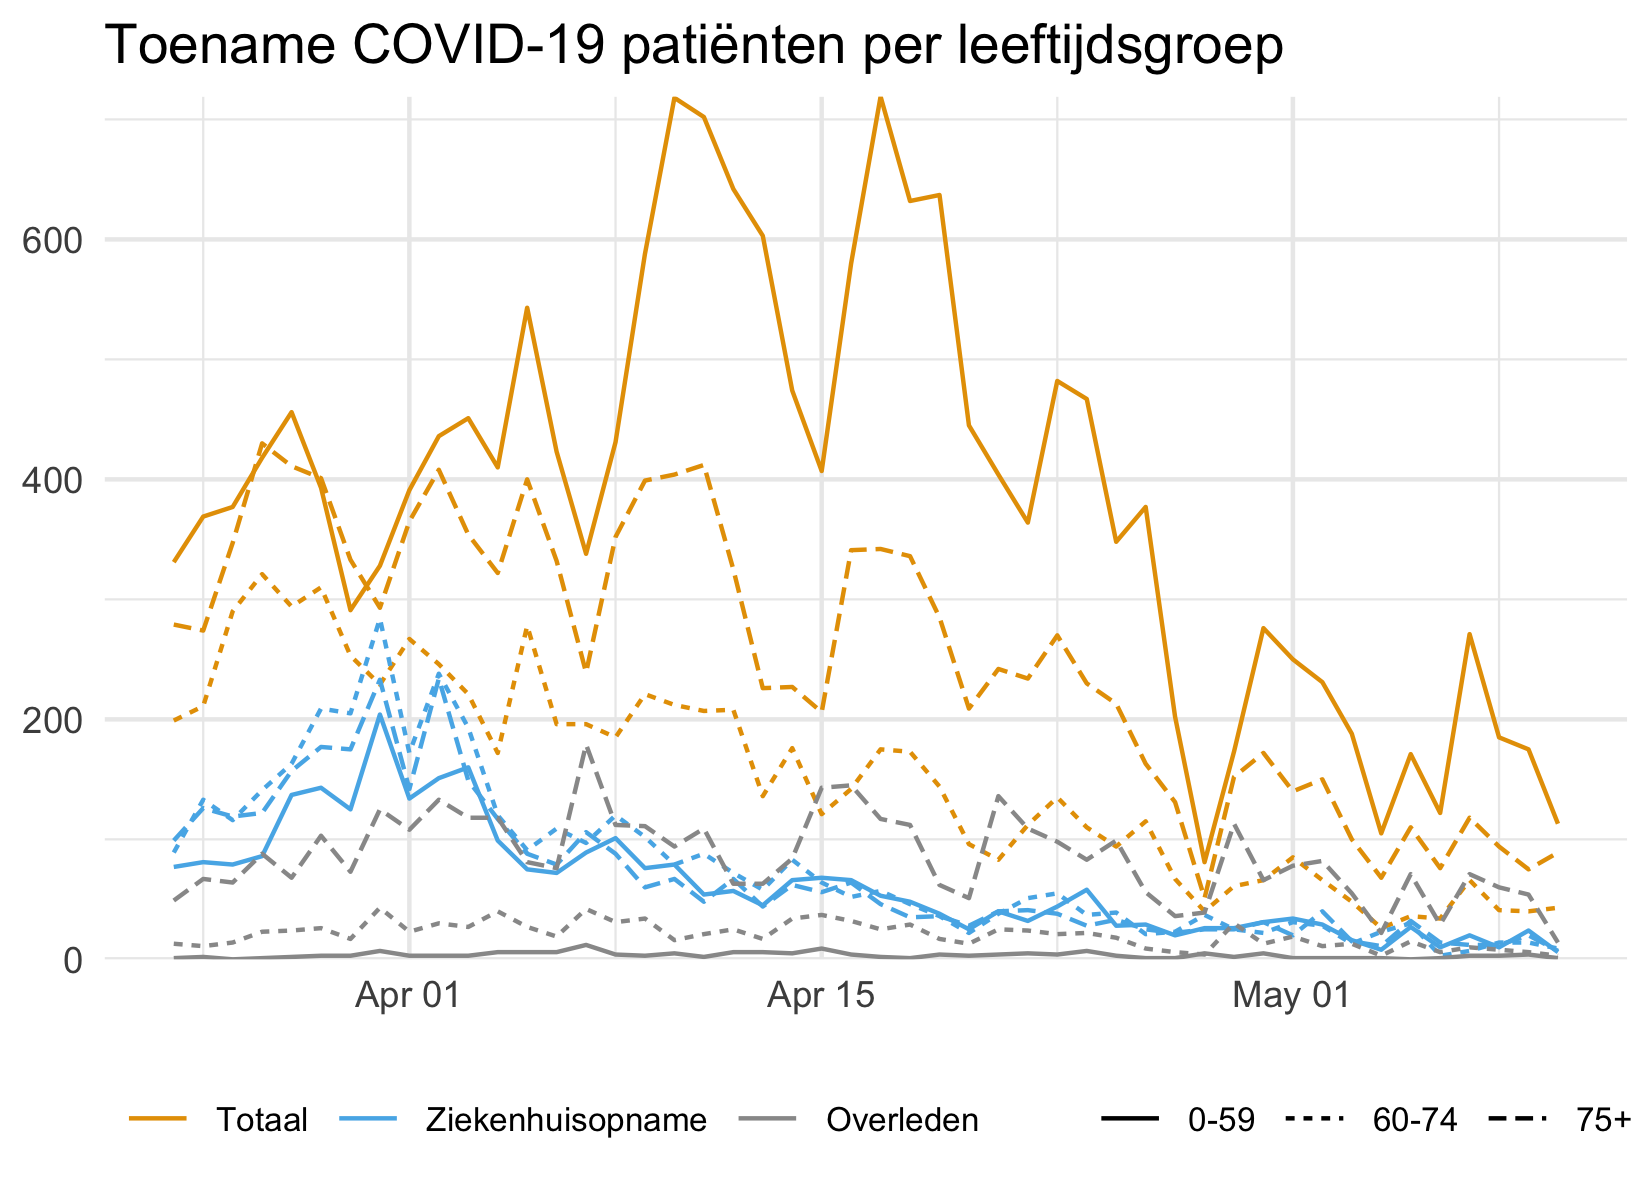 Toename COVID-19 patiënten per leeftijdsgroep
600
400
200
0
Apr 01 Apr 15 May 01
Totaal Ziekenhuisopname Overleden 0-59 60-74 75+